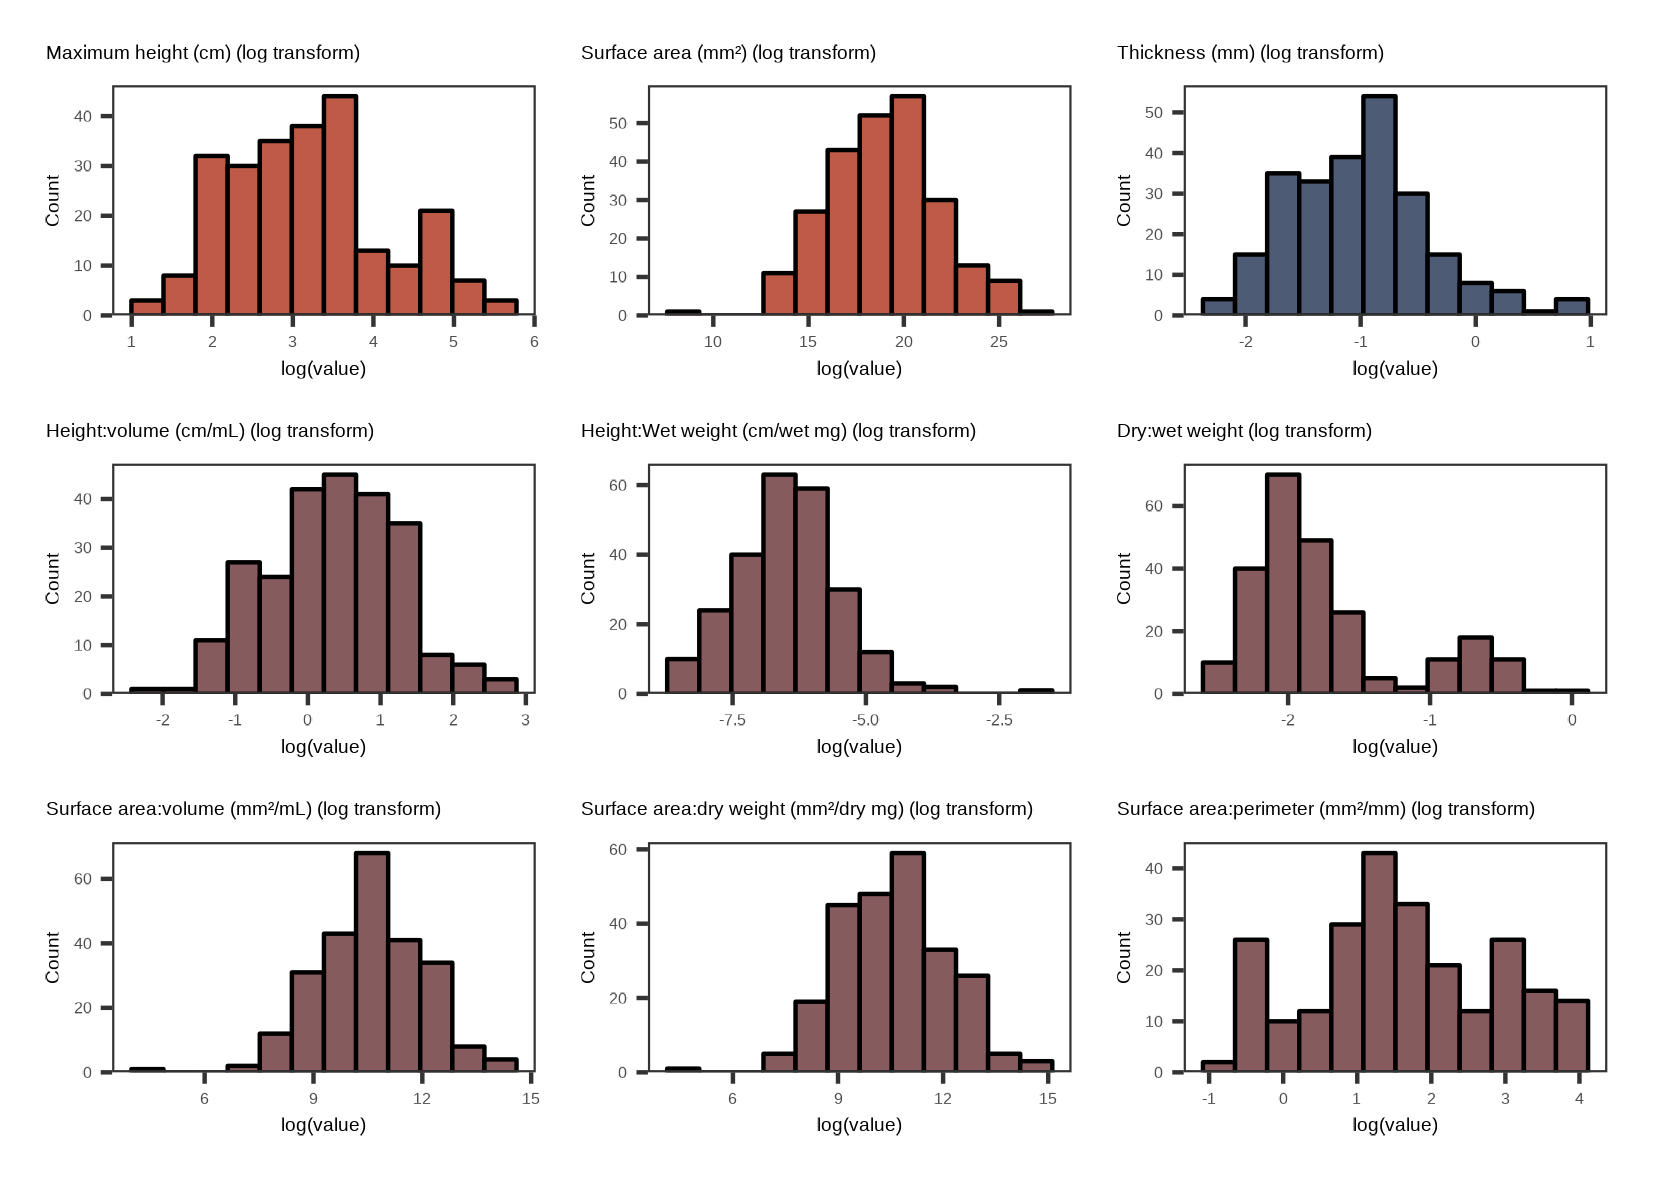 Maximum height (cm) (log transform)
Count
40
30
20
10
0
1 2 3 4 5 6
log(value)
Surface area (mm²) (log transform)
Count
50
40
30
20
10
0
10 15 20 25
log(value)
Thickness (mm) (log transform)
Count
50
40
30
20
10
0
-2 -1 0 1
log(value)
Height:volume (cm/mL) (log transform)
Count
40
30
20
10
0
-2 -1 0 1 2 3
log(value)
Height:Wet weight (cm/wet mg) (log transform)
Count
60
40
20
0
-7.5 -5.0 -2.5
log(value)
Dry:wet weight (log transform)
Count
60
40
20
0
-2 -1 0
log(value)
Surface area:volume (mm²/mL) (log transform)
Count
60
40
20
0
6 9 12 15
log(value)
Surface area:dry weight (mm²/dry mg) (log transform)
Count
60
40
20
0
6 9 12 15
log(value)
Surface area:perimeter (mm²/mm) (log transform)
Count
40
30
20
10
0
-1 0 1 2 3 4
log(value)